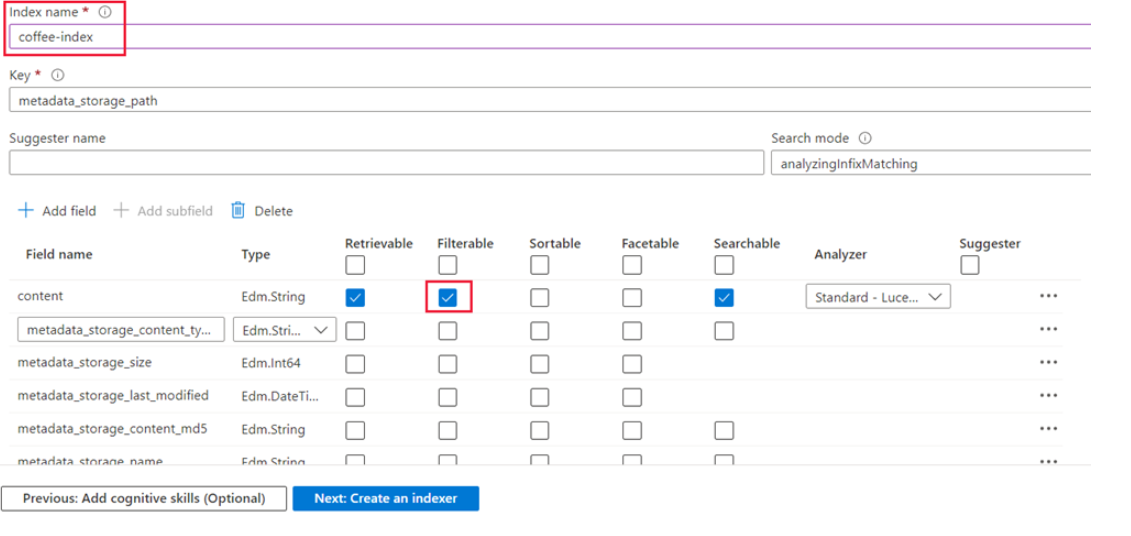 Index name *
coffee-index
Key *
metadata_storage_path
Suggester name
Search mode
analyzingInfixMatching
+ Add field + Add subfield Delete
Field name Type Retrievable Filterable Sortable Facetable Searchable Analyzer Suggester
content Edm.String Standard - Luce...
metadata_storage_content_ty... Edm.Stri...
metadata_storage_size Edm.Int64
metadata_storage_last_modified Edm.DateTi...
metadata_storage_content_md5 Edm.String
metadata_storage_name Edm.String
Previous: Add cognitive skills (Optional) Next: Create an indexer